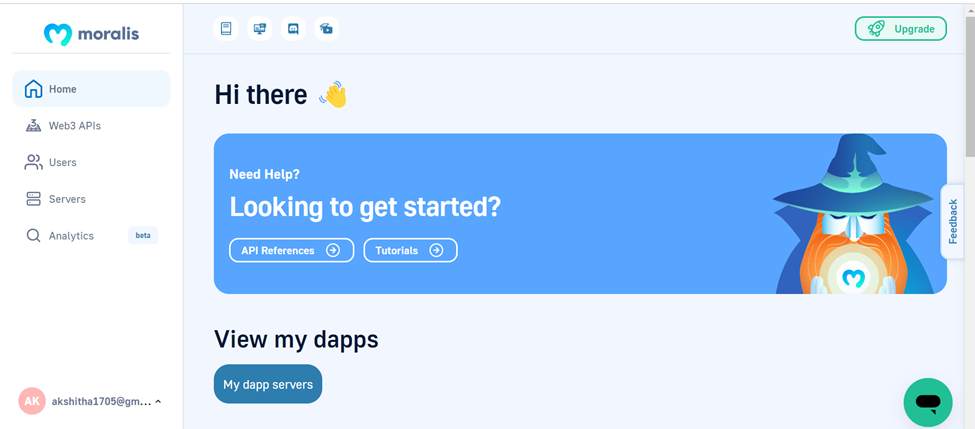 moralis
Upgrade
Home
Web3 APIs
Users
Servers
Analytics beta
AK akshitha1705@gm...
Hi there
Need Help?
Looking to get started?
API References
Tutorials
Feedback
View my dapps
My dapp servers